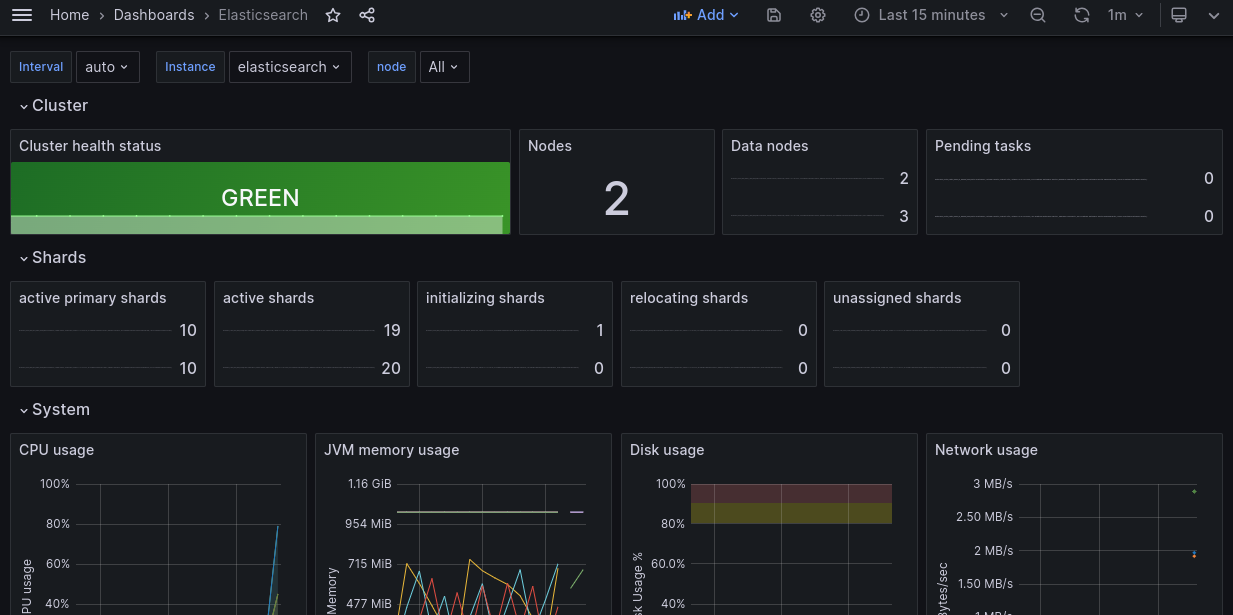 Home › Dashboards › Elasticsearch Add Last 15 minutes 1m
Interval auto Instance elasticsearch node All
Cluster
Cluster health status Nodes Data nodes Pending tasks
GREEN 2
2 0
3 0
Shards
active primary shards active shards initializing shards relocating shards unassigned shards
10 19 1 0 0
10 20 0 0 0
System
CPU usage JVM memory usage Disk usage Network usage
100% 1.16 GiB 100% 3 MB/s
2.50 MB/s
80% 954 MiB 80%
2 MB/s
60% 715 MiB 60.0%
1.50 MB/s
40% 477 MiB 40%
PU usage
Memory
sk Usage %
ytes/sec